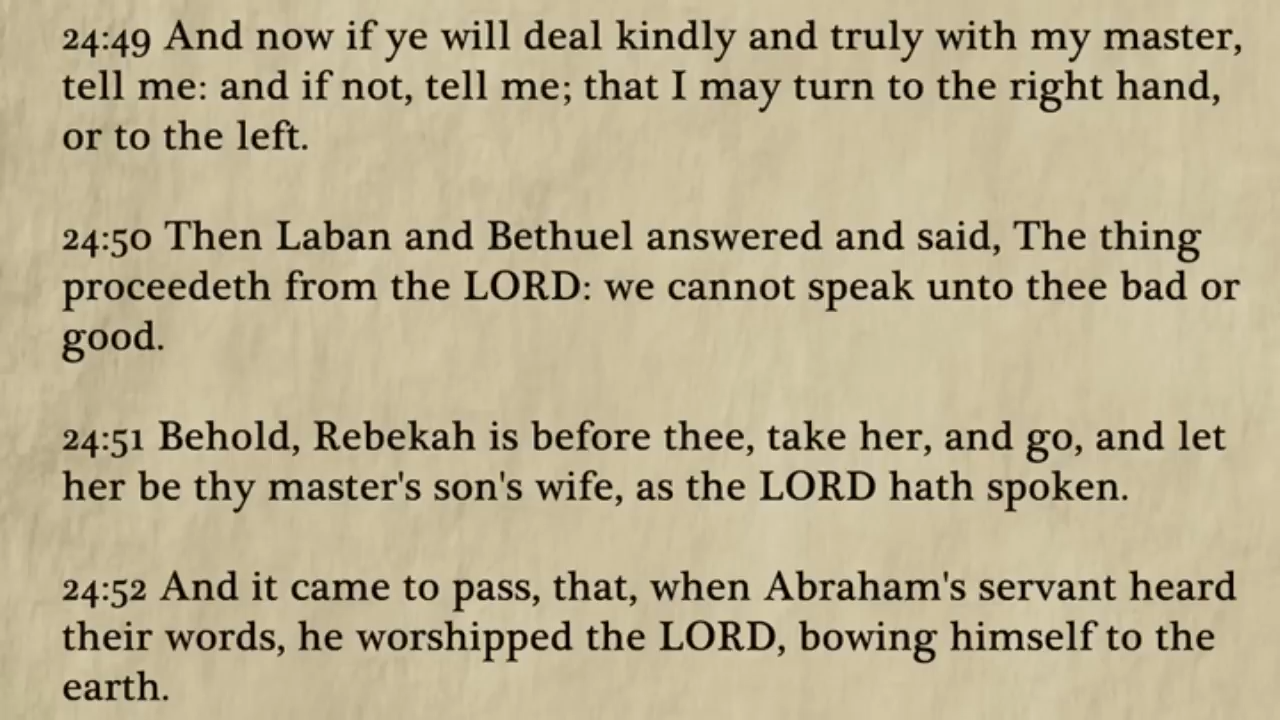 24:49 And now if ye will deal kindly and truly with my master,
tell me: and if not, tell me; that I may turn to the right hand,
or to the left.
24:50 Then Laban and Bethuel answered and said, The thing
proceedeth from the LORD: we cannot speak unto thee bad or
good.
24:51 Behold, Rebekah is before thee, take her, and go, and let
her be thy master's son's wife, as the LORD hath spoken.
24:52 And it came to pass, that, when Abraham's servant heard
their words, he worshipped the LORD, bowing himself to the
earth.